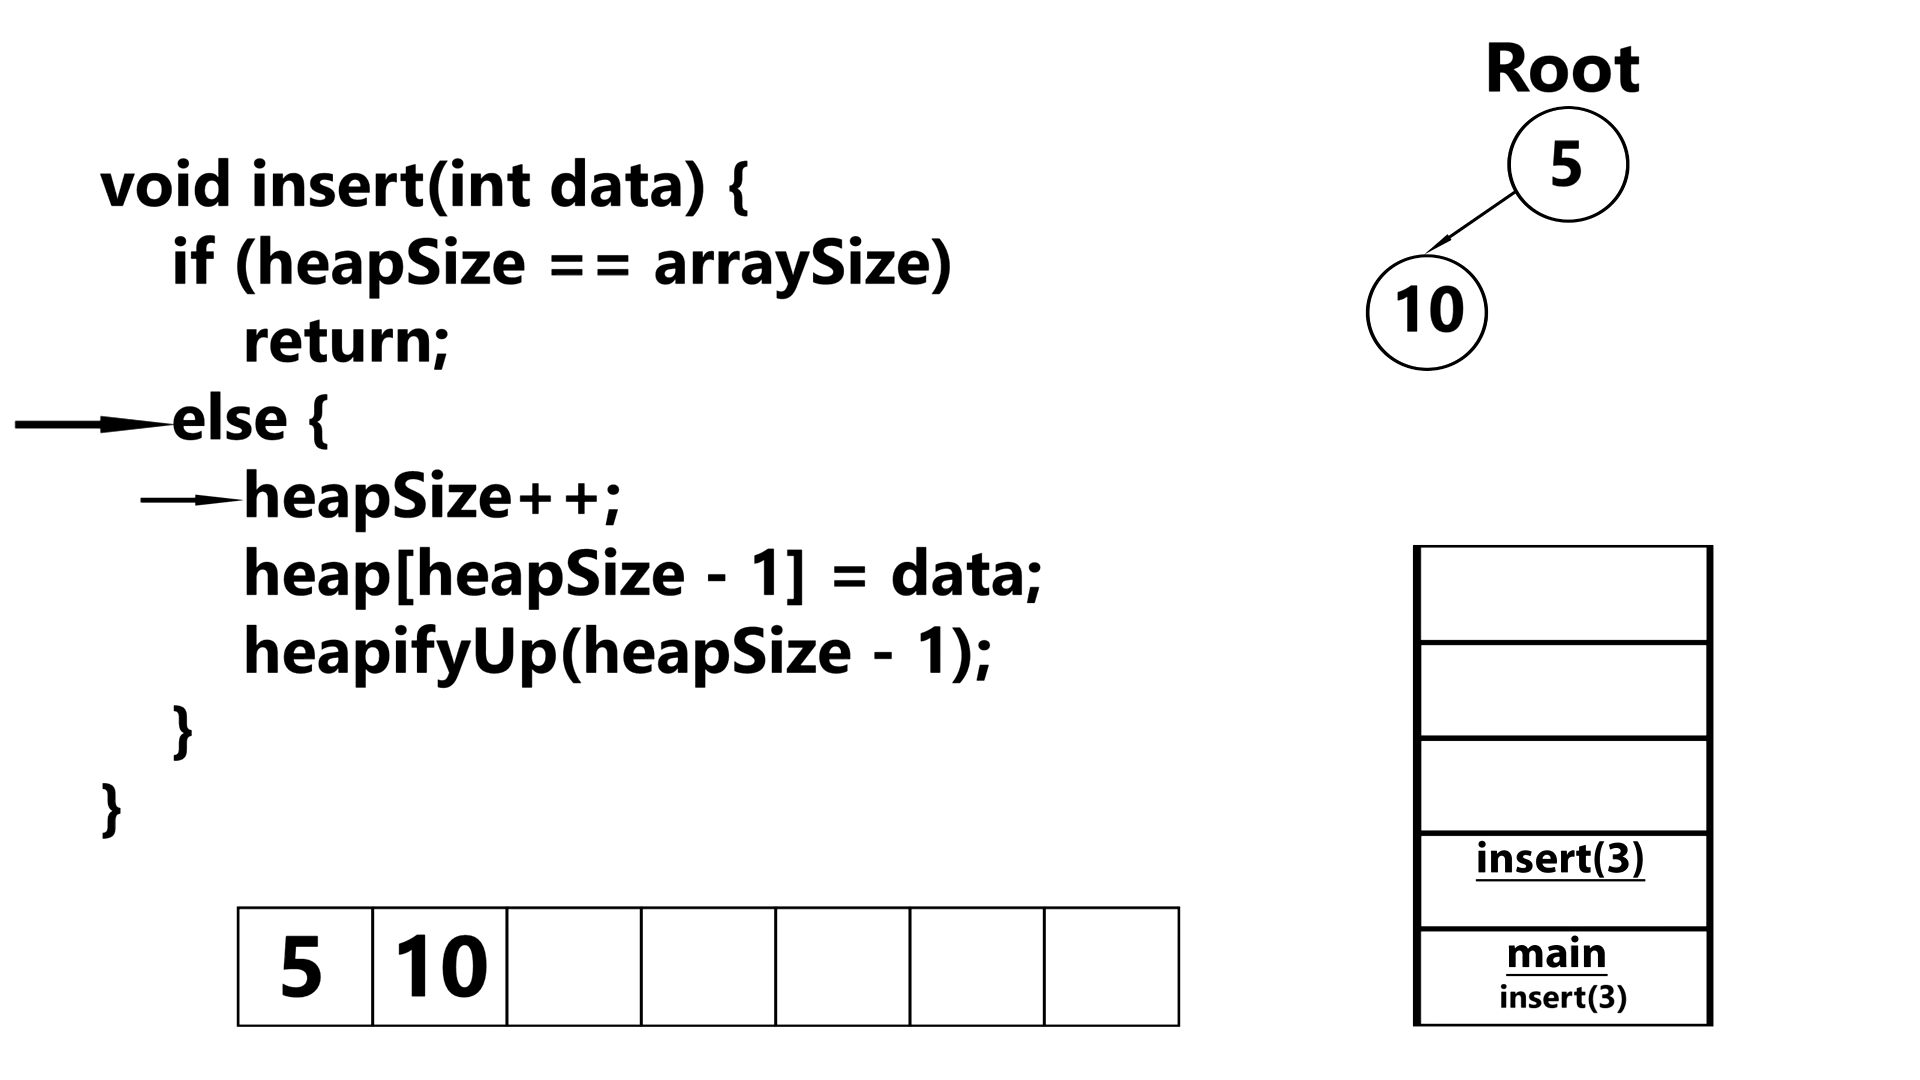 void insert(int data) {
if (heapSize == arraySize)
return;
else {
heapSize++;
heap[heapSize - 1] = data;
heapifyUp(heapSize - 1);
}
}
Root
5
10
insert(3)
main
insert(3)
5 10